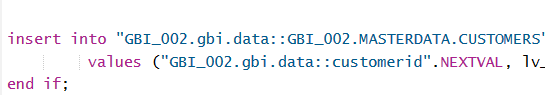 insert into "GBI_002.gbi.data::GBI_002.MASTERDATA.CUSTOMERS"
values ("GBI_002.gbi.data::customerid".NEXTVAL, lv_
end if;